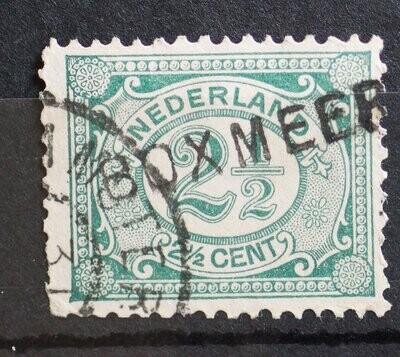 NEDERLAND
BOXMEER
2½
2½ CENT